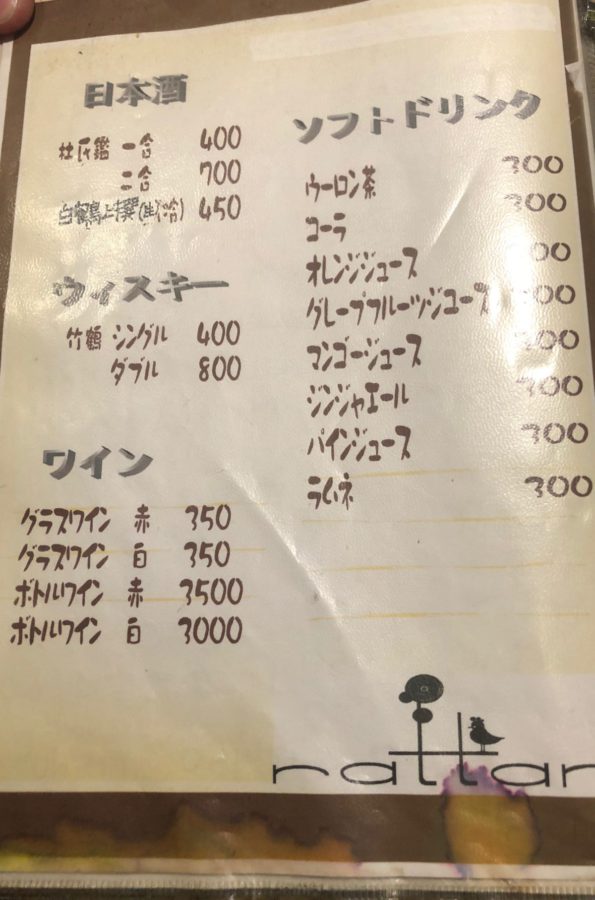 日本酒
杜氏鑑 一合 400
二合 700
白鶴上撰(生)(冷) 450
ウィスキー
竹鶴 シングル 400
ダブル 800
ワイン
グラスワイン 赤 350
グラスワイン 白 350
ボトルワイン 赤 3500
ボトルワイン 白 3000
ソフトドリンク
ウーロン茶 300
コーラ 300
オレンジジュース 300
グレープフルーツジュース 300
マンゴージュース 300
ジンジャエール 300
パインジュース 300
ラムネ 300
rattan